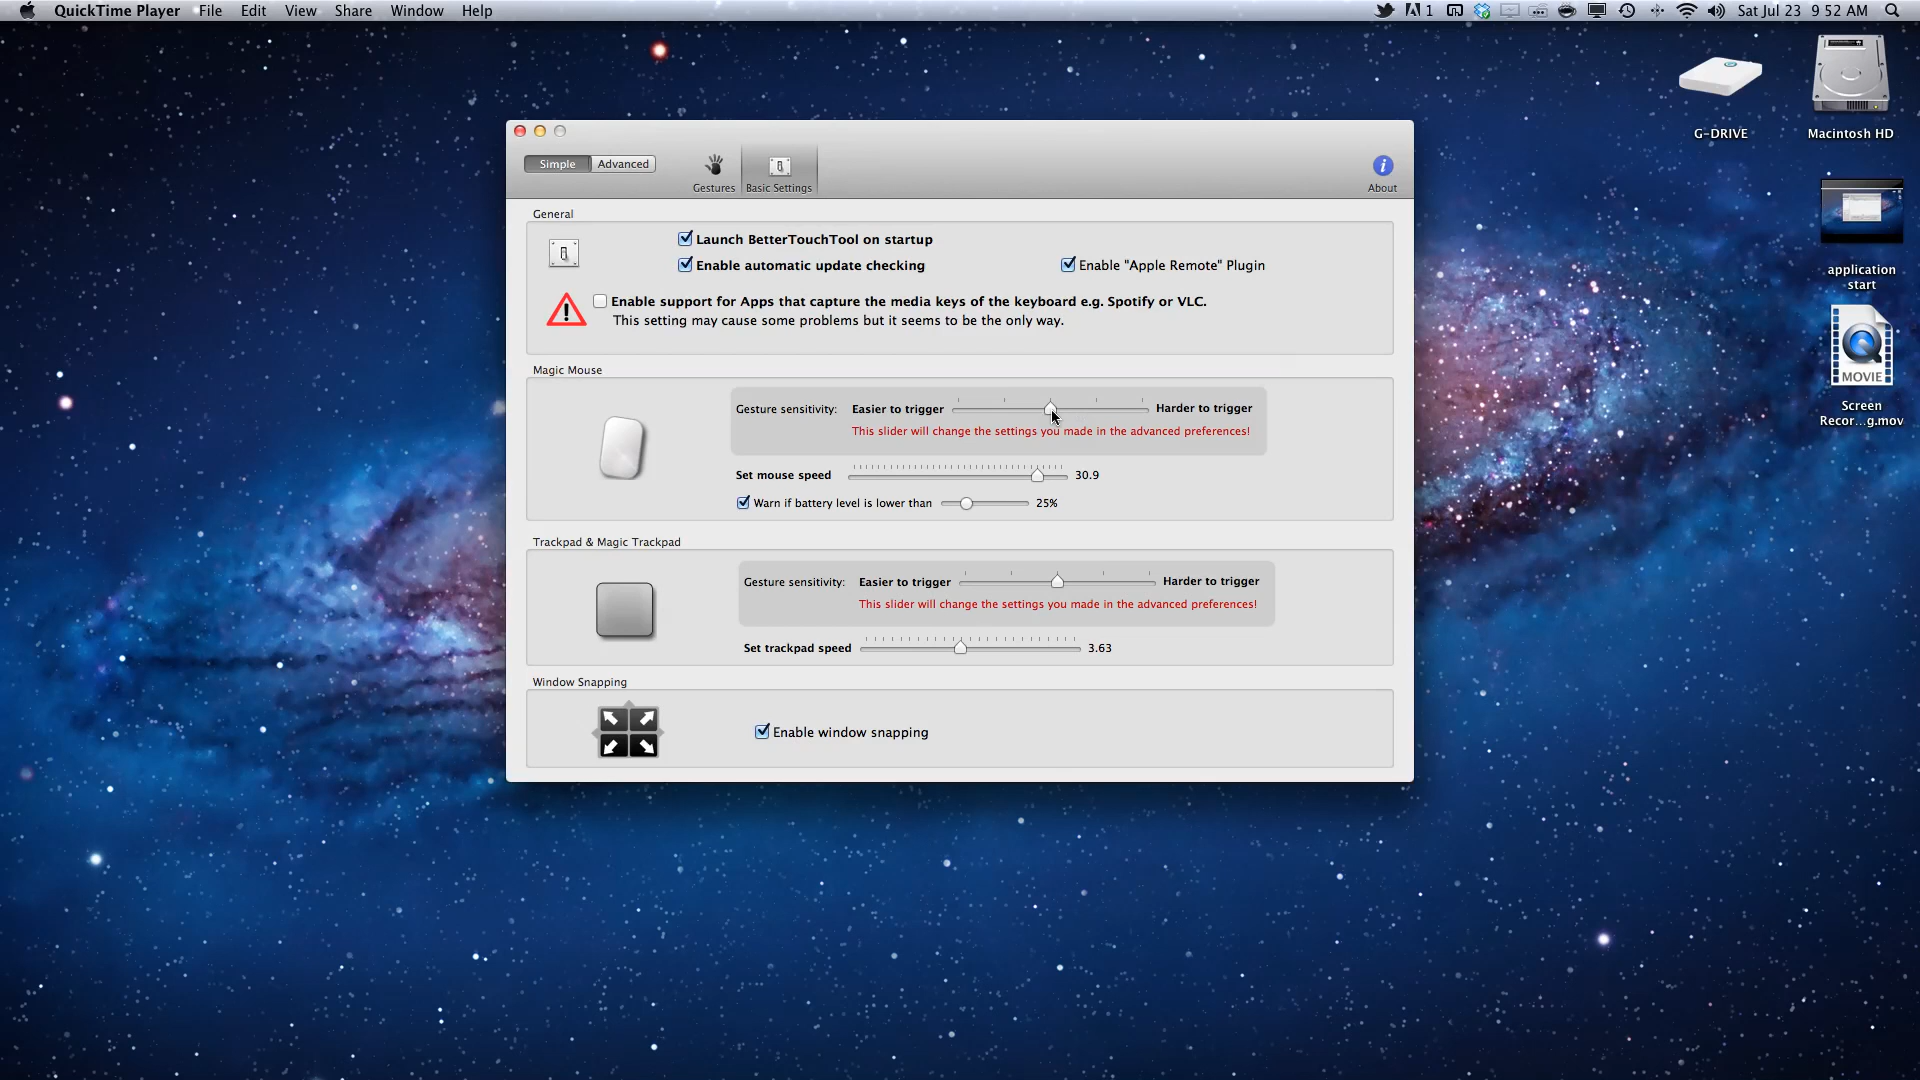 QuickTime Player File Edit View Share Window Help
1 Sat Jul 23 9:52 AM
G-DRIVE
Macintosh HD
application
start
MOVIE
Screen
Recor...g.mov
Simple Advanced
Gestures Basic Settings About
General
Launch BetterTouchTool on startup
Enable automatic update checking Enable "Apple Remote" Plugin
Enable support for Apps that capture the media keys of the keyboard e.g. Spotify or VLC.
This setting may cause some problems but it seems to be the only way.
Magic Mouse
Gesture sensitivity: Easier to trigger Harder to trigger
This slider will change the settings you made in the advanced preferences!
Set mouse speed 30.9
Warn if battery level is lower than 25%
Trackpad & Magic Trackpad
Gesture sensitivity: Easier to trigger Harder to trigger
This slider will change the settings you made in the advanced preferences!
Set trackpad speed 3.63
Window Snapping
Enable window snapping